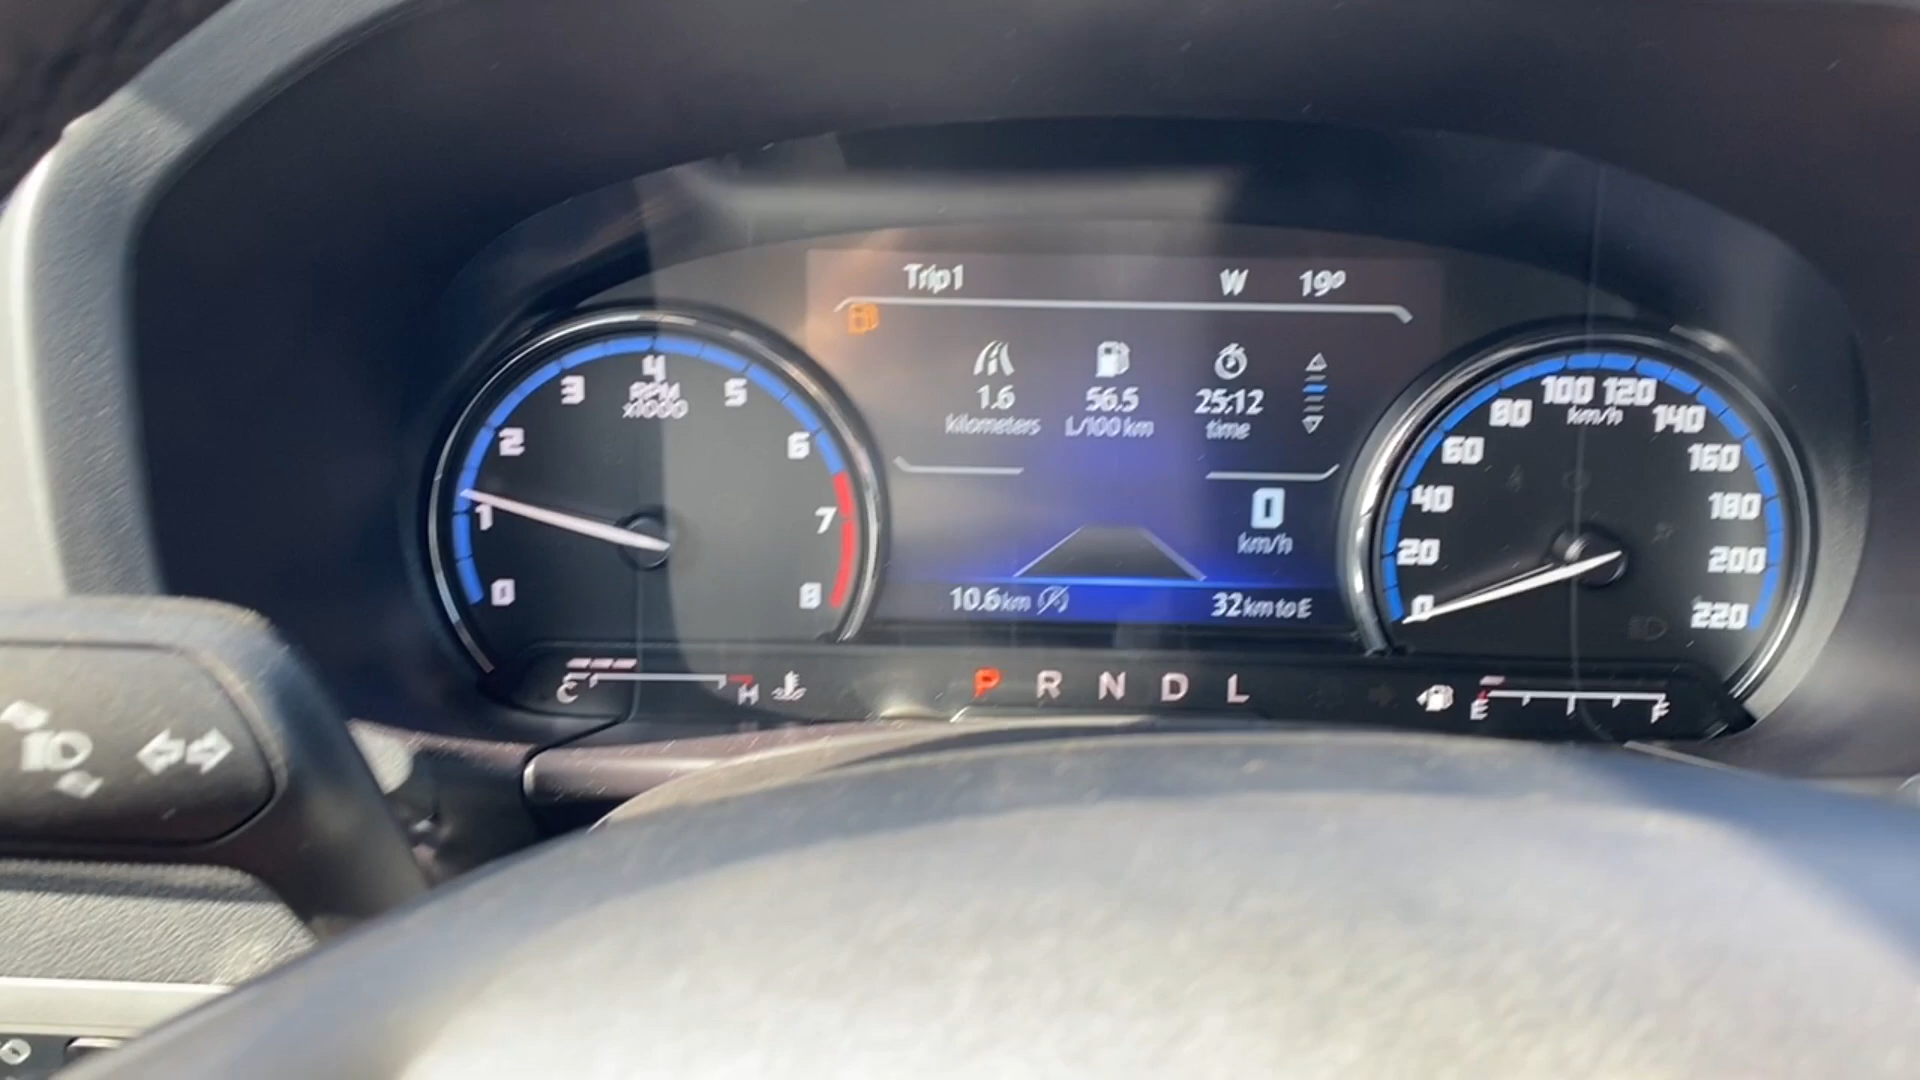 Trip1 W 19º
1.6 56.5 25:12
kilometers L/100 km time
0
km/h
10.6 km 32 km to E
0 1 2 3 4 5 6 7 8
RPM
x1000
0 20 40 60 80 100 120 140 160 180 200 220
km/h
C H P R N D L E F